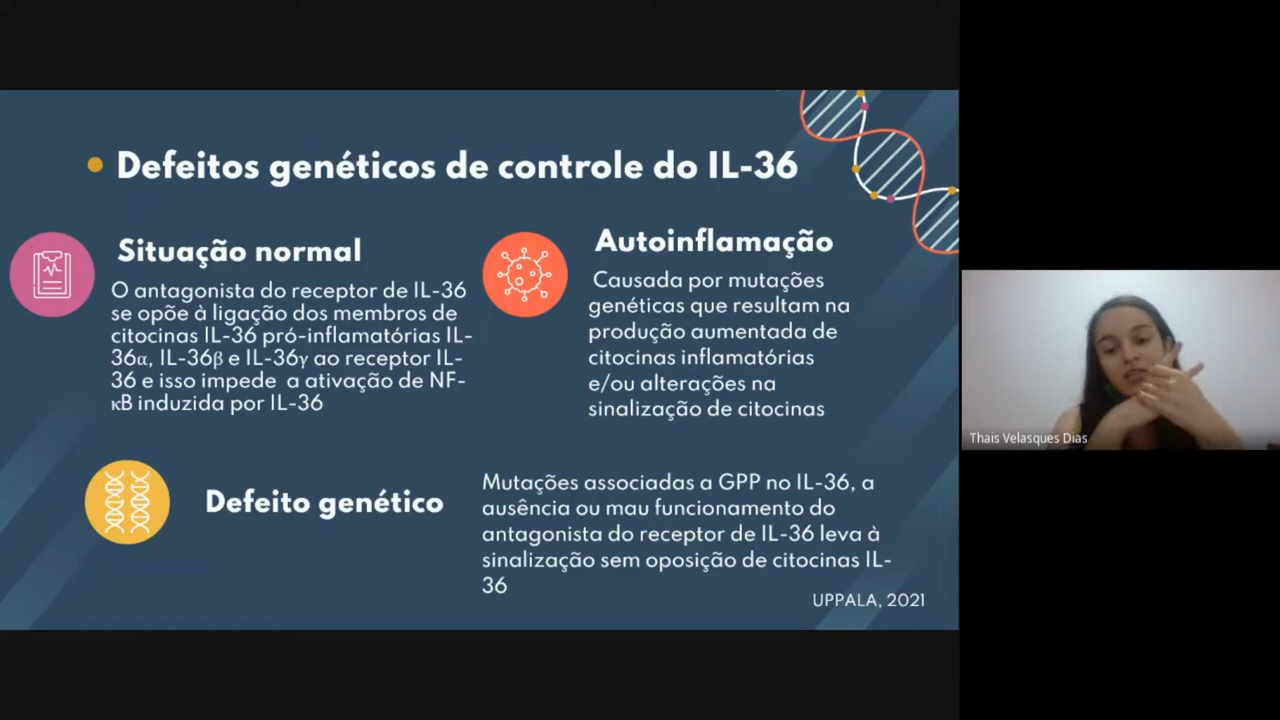 Defeitos genéticos de controle do IL-36
Situação normal
O antagonista do receptor de IL-36
se opõe à ligação dos membros de
citocinas IL-36 pró-inflamatórias IL-
36α, IL-36β e IL-36γ ao receptor IL-
36 e isso impede a ativação de NF-
κB induzida por IL-36
Autoinflamação
Causada por mutações
genéticas que resultam na
produção aumentada de
citocinas inflamatórias
e/ou alterações na
sinalização de citocinas
Defeito genético
Mutações associadas a GPP no IL-36, a
ausência ou mau funcionamento do
antagonista do receptor de IL-36 leva à
sinalização sem oposição de citocinas IL-
36
UPPALA, 2021
Thais Velasques Dias